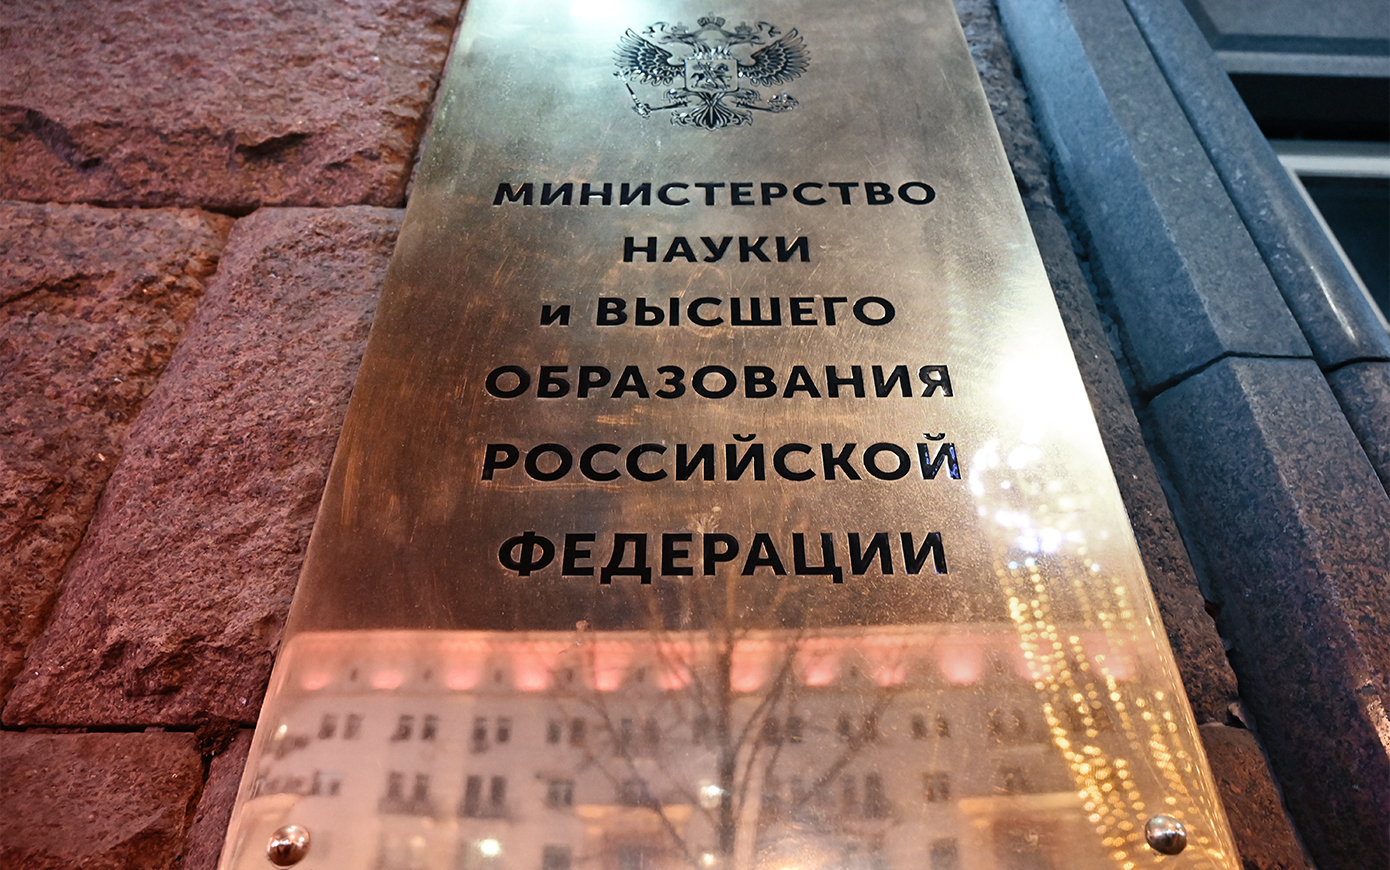 МИНИСТЕРСТВО
НАУКИ
и ВЫСШЕГО
ОБРАЗОВАНИЯ
РОССИЙСКОЙ
ФЕДЕРАЦИИ